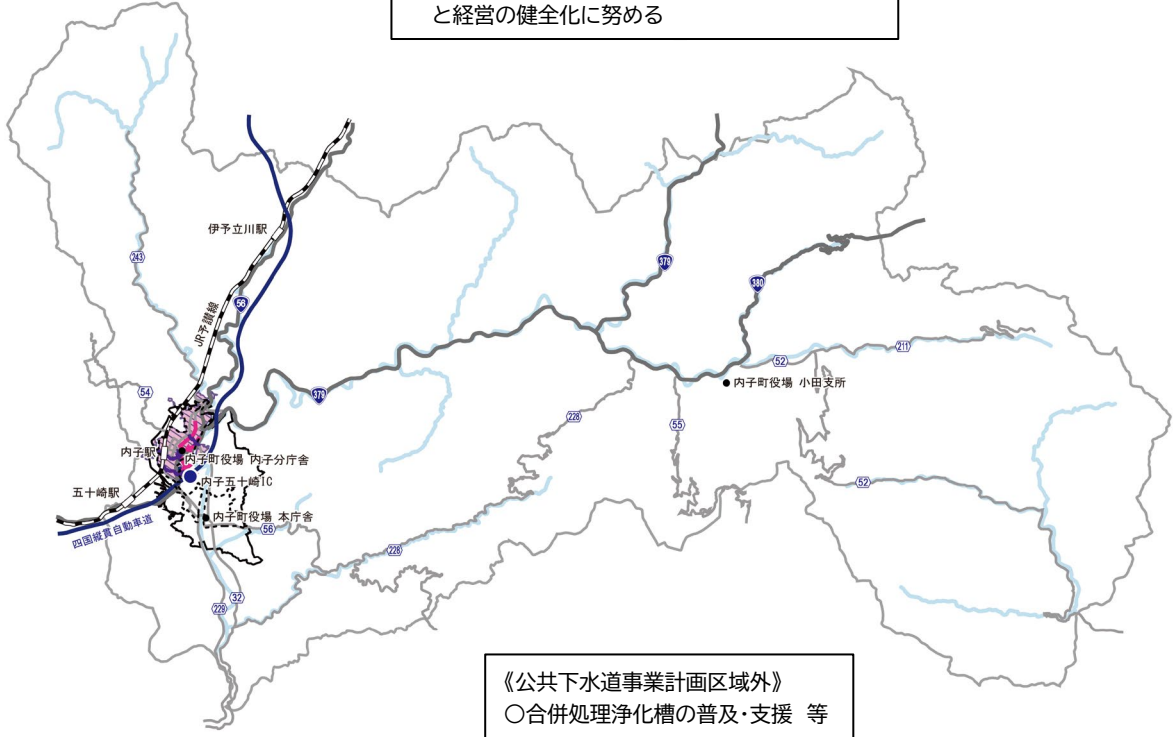 と経営の健全化に努める
伊予立川駅
243
56
JR予讃線
379
380
54
379
52
211
内子町役場 小田支所
228
55
内子駅
内子町役場 内子分庁舎
内子五十崎IC
五十崎駅
52
内子町役場 本庁舎
56
四国縦貫自動車道
228
32
229
《公共下水道事業計画区域外》
○合併処理浄化槽の普及・支援 等